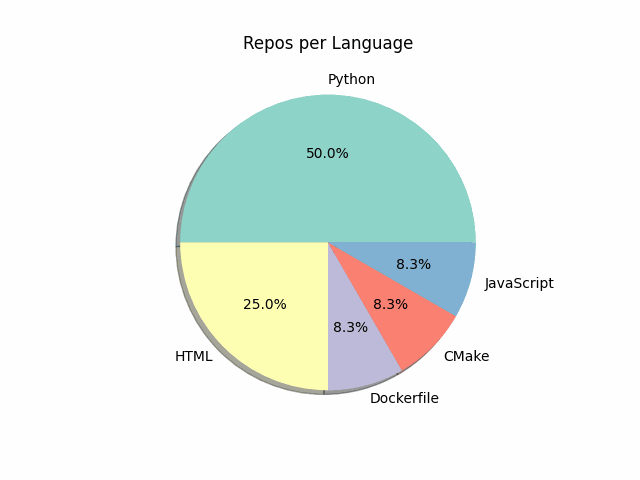 Repos per Language
Python
50.0%
8.3%
JavaScript
25.0%
8.3%
8.3%
HTML
CMake
Dockerfile